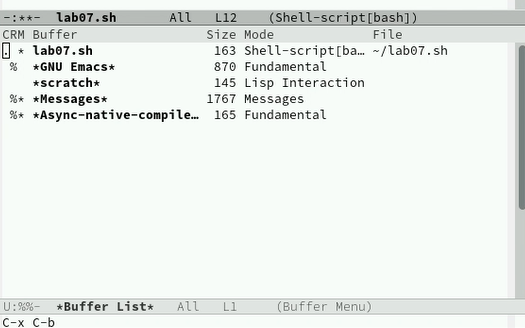 -:**-  lab07.sh      All   L12    (Shell-script[bash])
CRM Buffer                Size Mode            File
. * lab07.sh               163 Shell-script[ba… ~/lab07.sh
 %  *GNU Emacs*            870 Fundamental
    *scratch*              145 Lisp Interaction
 %* *Messages*            1767 Messages
 %* *Async-native-compile…  165 Fundamental
U:%%-  *Buffer List*   All   L1     (Buffer Menu)
C-x C-b